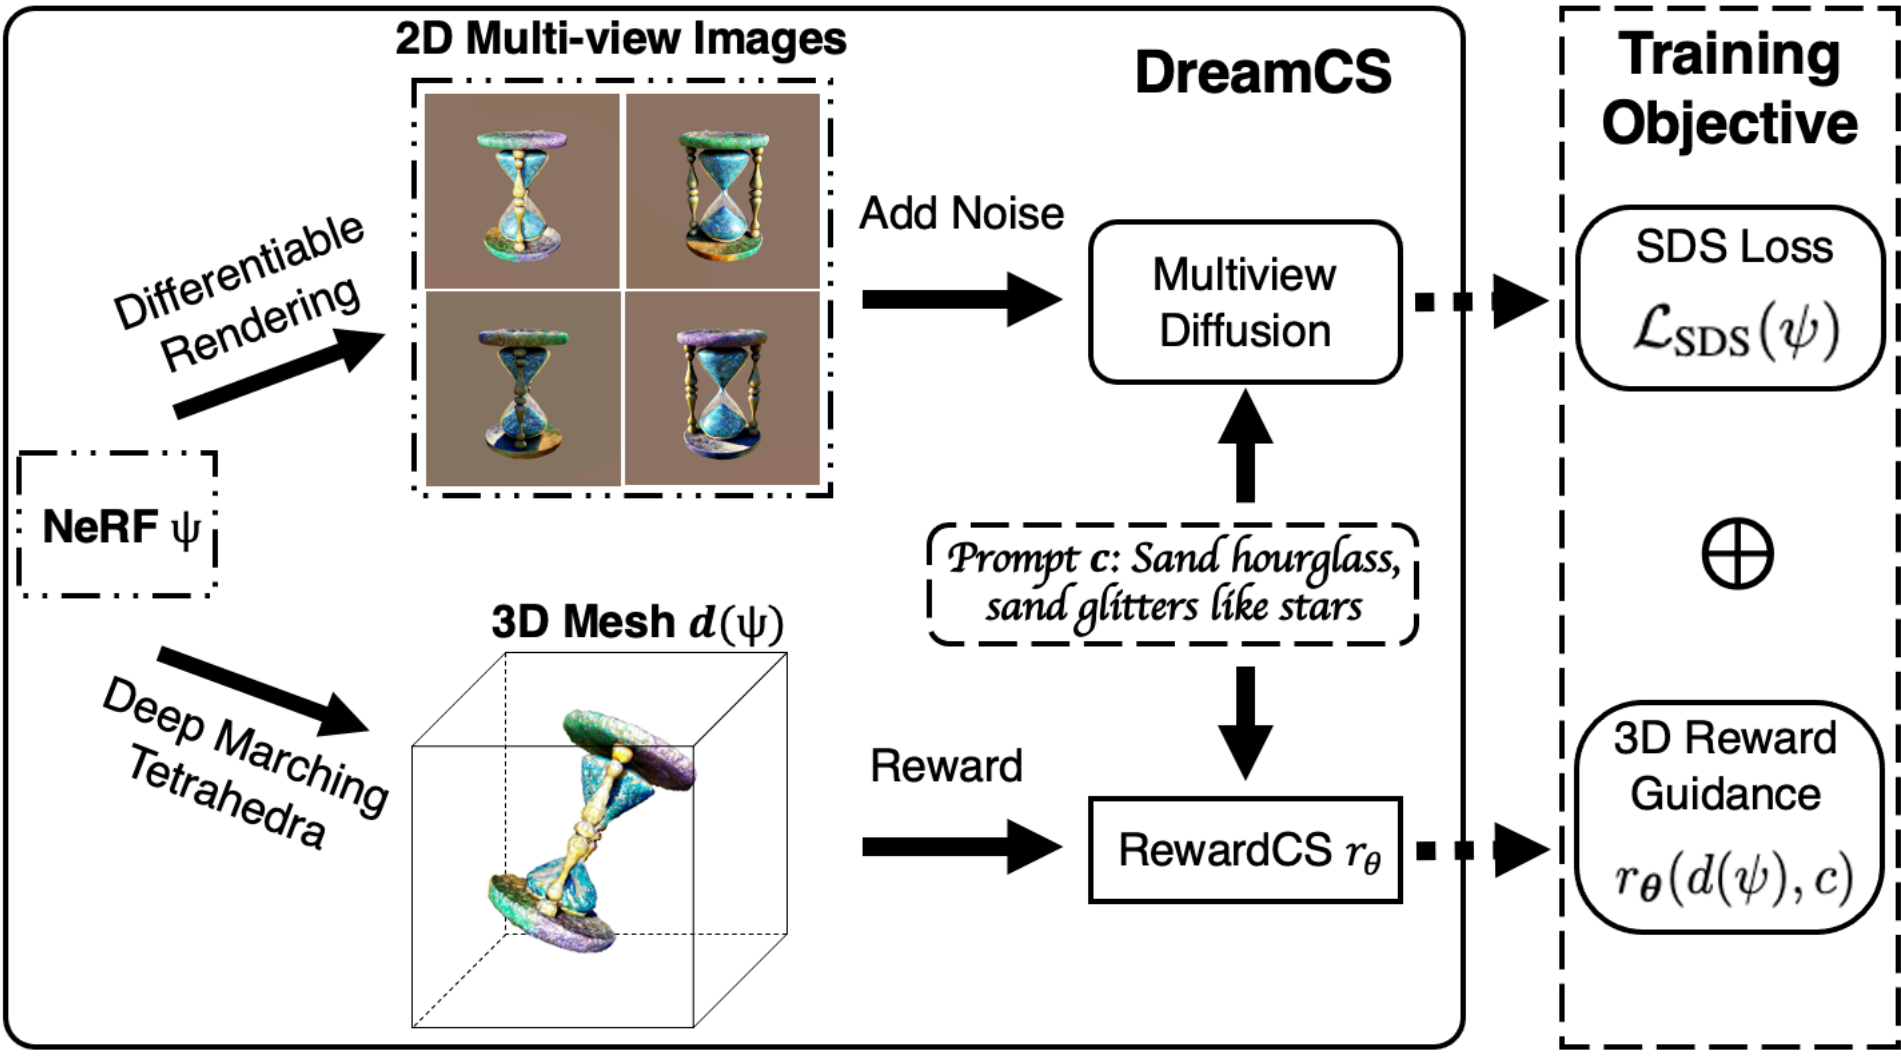 2D Multi-view Images
DreamCS
Training
Objective
Differentiable
Rendering
Add Noise
Multiview
Diffusion
SDS Loss
ℒSDS(ψ)
NeRF ψ
Prompt c: Sand hourglass,
sand glitters like stars
⊕
3D Mesh d(ψ)
Deep Marching
Tetrahedra
Reward
RewardCS rθ
3D Reward
Guidance
rθ(d(ψ), c)